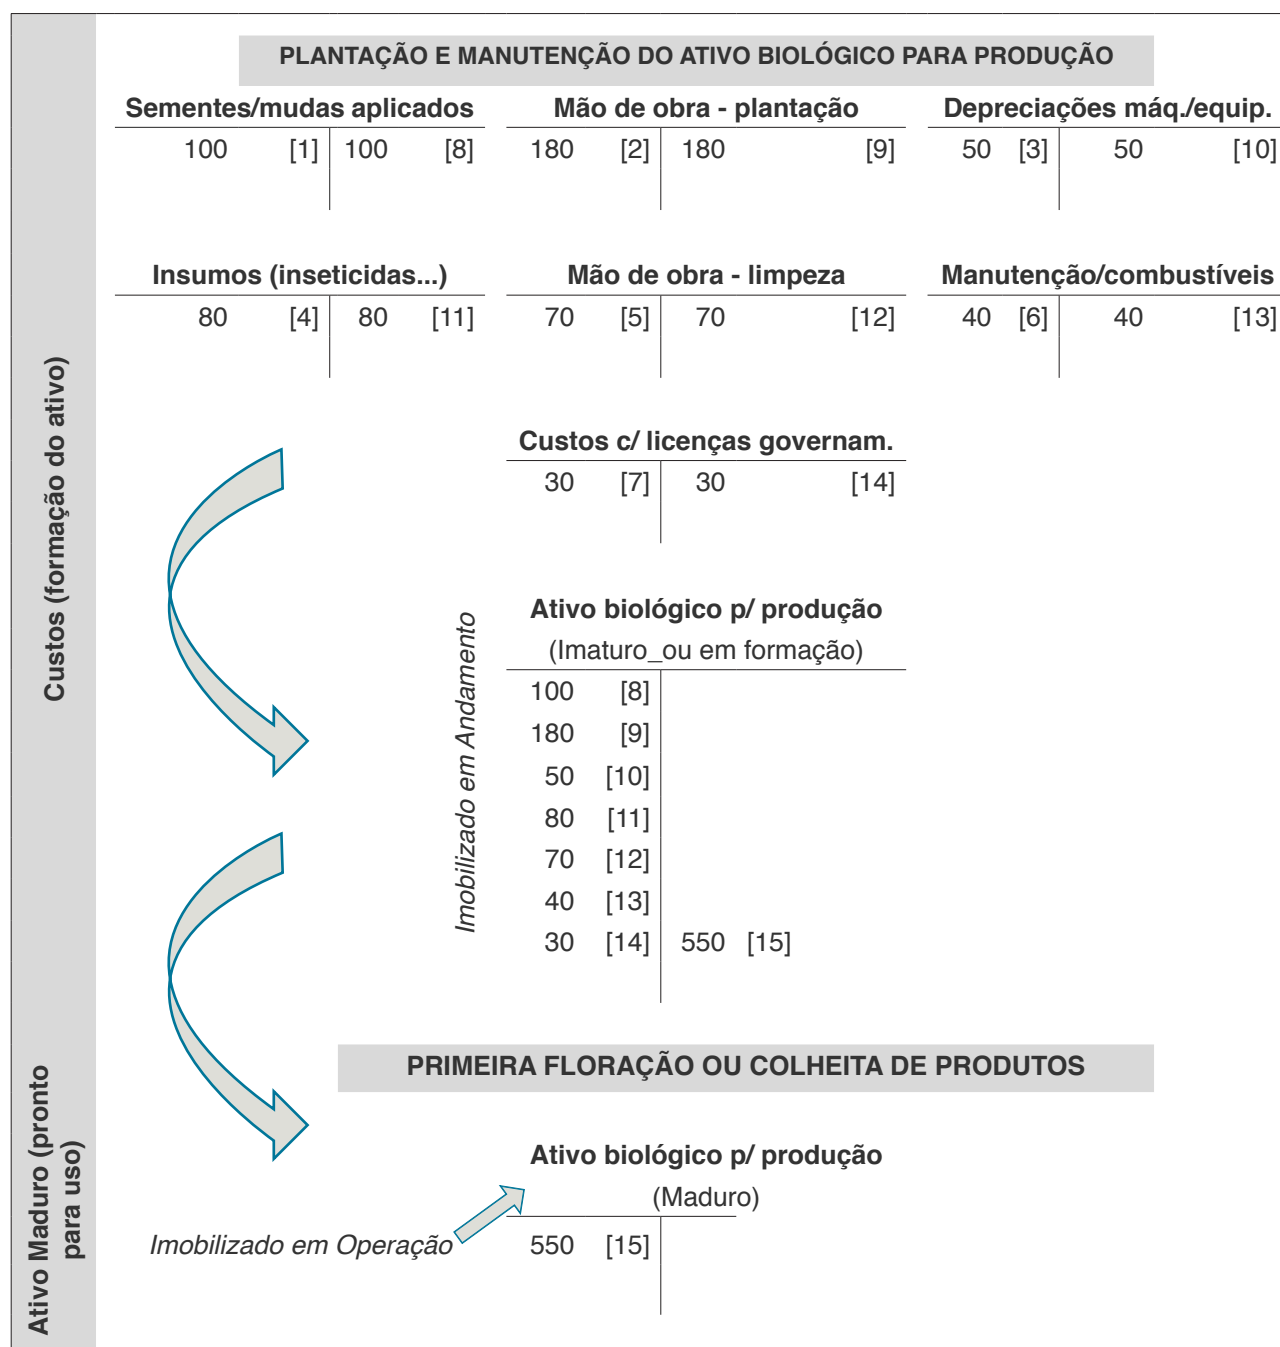 PLANTAÇÃO E MANUTENÇÃO DO ATIVO BIOLÓGICO PARA PRODUÇÃO
Sementes/mudas aplicados Mão de obra - plantação Depreciações máq./equip.
100 [1] 100 [8] 180 [2] 180 [9] 50 [3] 50 [10]
Insumos (inseticidas...) Mão de obra - limpeza Manutenção/combustíveis
80 [4] 80 [11] 70 [5] 70 [12] 40 [6] 40 [13]
Custos (formação do ativo)
Custos c/ licenças governam.
30 [7] 30 [14]
Imobilizado em Andamento
Ativo biológico p/ produção
(Imaturo_ou em formação)
100 [8]
180 [9]
50 [10]
80 [11]
70 [12]
40 [13]
30 [14] 550 [15]
PRIMEIRA FLORAÇÃO OU COLHEITA DE PRODUTOS
Ativo Maduro (pronto
para uso)
Ativo biológico p/ produção
(Maduro)
Imobilizado em Operação 550 [15]